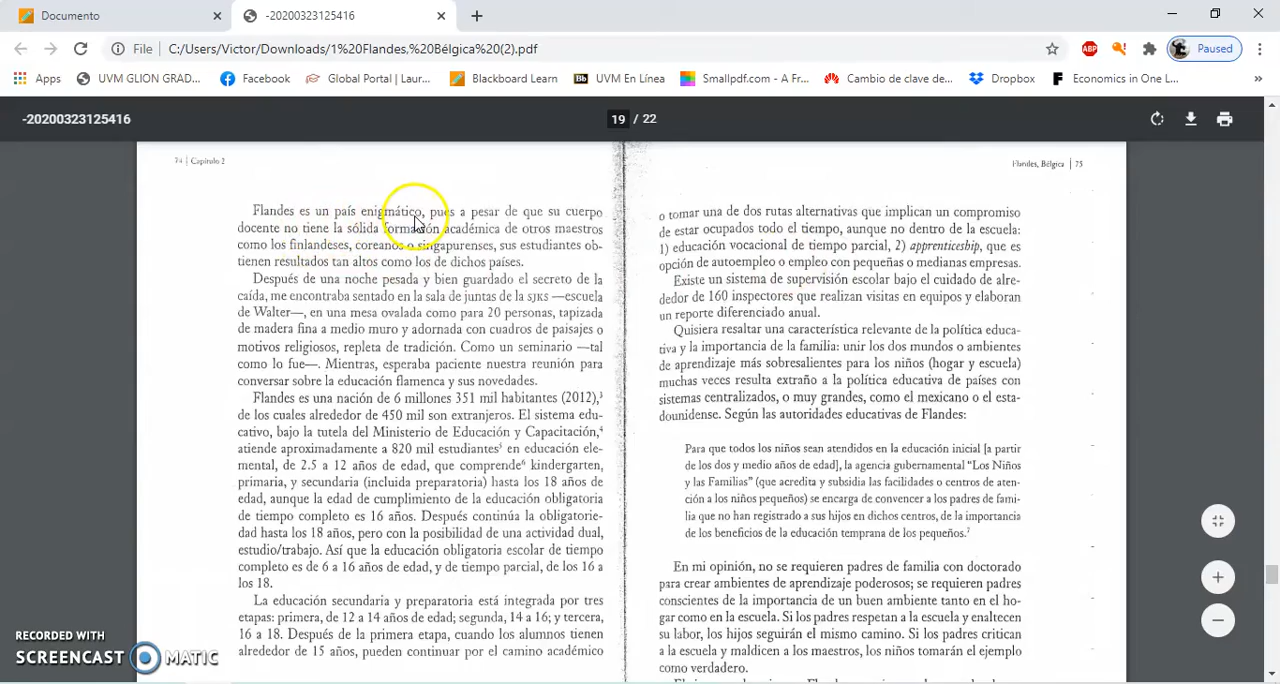 Documento
-20200323125416
File
C:/Users/Victor/Downloads/1%20Flandes,%20Bélgica%20(2).pdf
Paused
Apps
UVM GLION GRAD...
Facebook
Global Portal | Laur...
Blackboard Learn
UVM En Línea
Smallpdf.com - A Fr...
Cambio de clave de...
Dropbox
Economics in One L...
-20200323125416
19 / 22
74 | Capítulo 2
Flandes es un país enigmático, pues a pesar de que su cuerpo
docente no tiene la sólida formación académica de otros maestros
como los finlandeses, coreanos o singapurenses, sus estudiantes ob-
tienen resultados tan altos como los de dichos países.
Después de una noche pesada y bien guardado el secreto de la
caída, me encontraba sentado en la sala de juntas de la SJKS —escuela
de Walter—, en una mesa ovalada como para 20 personas, tapizada
de madera fina a medio muro y adornada con cuadros de paisajes o
motivos religiosos, repleta de tradición. Como un seminario —tal
como lo fue—. Mientras, esperaba paciente nuestra reunión para
conversar sobre la educación flamenca y sus novedades.
Flandes es una nación de 6 millones 351 mil habitantes (2012),³
de los cuales alrededor de 450 mil son extranjeros. El sistema edu-
cativo, bajo la tutela del Ministerio de Educación y Capacitación,⁴
atiende aproximadamente a 820 mil estudiantes⁵ en educación ele-
mental, de 2.5 a 12 años de edad, que comprende⁶ kindergarten,
primaria, y secundaria (incluida preparatoria) hasta los 18 años de
edad, aunque la edad de cumplimiento de la educación obligatoria
de tiempo completo es 16 años. Después continúa la obligatorie-
dad hasta los 18 años, pero con la posibilidad de una actividad dual,
estudio/trabajo. Así que la educación obligatoria escolar de tiempo
completo es de 6 a 16 años de edad, y de tiempo parcial, de los 16 a
los 18.
La educación secundaria y preparatoria está integrada por tres
etapas: primera, de 12 a 14 años de edad; segunda, 14 a 16; y tercera,
16 a 18. Después de la primera etapa, cuando los alumnos tienen
alrededor de 15 años, pueden continuar por el camino académico
Flandes, Bélgica | 75
o tomar una de dos rutas alternativas que implican un compromiso
de estar ocupados todo el tiempo, aunque no dentro de la escuela:
1) educación vocacional de tiempo parcial, 2) apprenticeship, que es
opción de autoempleo o empleo con pequeñas o medianas empresas.
Existe un sistema de supervisión escolar bajo el cuidado de alre-
dedor de 160 inspectores que realizan visitas en equipos y elaboran
un reporte diferenciado anual.
Quisiera resaltar una característica relevante de la política educa-
tiva y la importancia de la familia: unir los dos mundos o ambientes
de aprendizaje más sobresalientes para los niños (hogar y escuela)
muchas veces resulta extraño a la política educativa de países con
sistemas centralizados, o muy grandes, como el mexicano o el esta-
dounidense. Según las autoridades educativas de Flandes:
Para que todos los niños sean atendidos en la educación inicial [a partir
de los dos y medio años de edad], la agencia gubernamental “Los Niños
y las Familias” (que acredita y subsidia las facilidades o centros de aten-
ción a los niños pequeños) se encarga de convencer a los padres de fami-
lia que no han registrado a sus hijos en dichos centros, de la importancia
de los beneficios de la educación temprana de los pequeños.⁷
En mi opinión, no se requieren padres de familia con doctorado
para crear ambientes de aprendizaje poderosos; se requieren padres
conscientes de la importancia de un buen ambiente tanto en el ho-
gar como en la escuela. Si los padres respetan a la escuela y enaltecen
su labor, los hijos seguirán el mismo camino. Si los padres critican
a la escuela y maldicen a los maestros, los niños tomarán el ejemplo
como verdadero.
RECORDED WITH
SCREENCAST MATIC